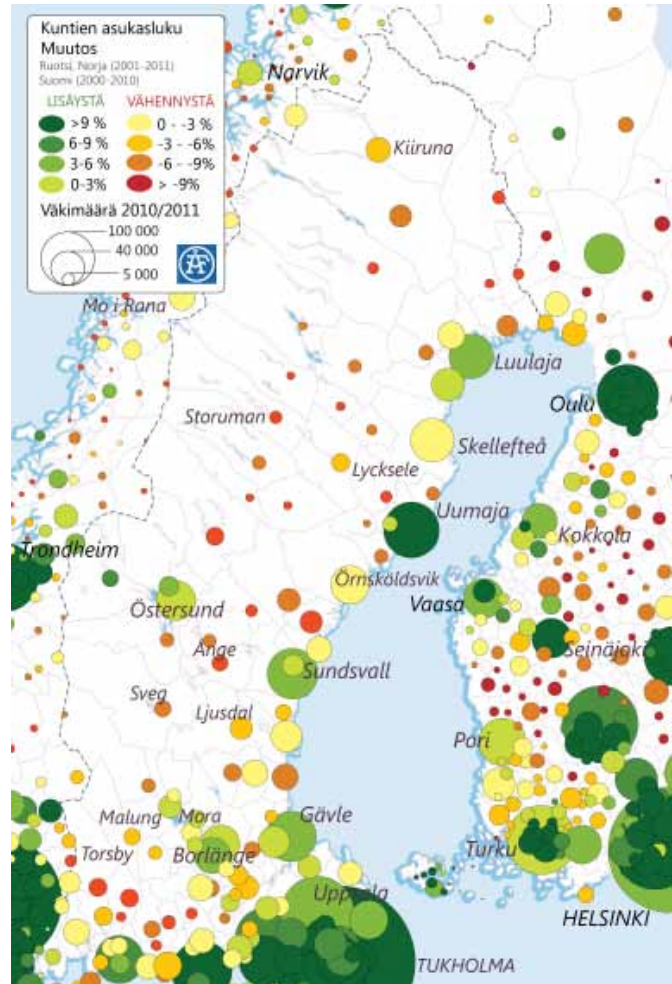 Kuntien asukasluku
Muutos
Ruotsi, Norja (2001-2011)
Suomi (2000-2010)
LISÄYSTÄ VÄHENNYSTÄ
>9 % 0 - -3 %
6-9 % -3 - -6%
3-6 % -6 - -9%
0-3% > -9%
Väkimäärä 2010/2011
100 000
40 000
5 000
ÅF
Narvik
Kiiruna
Mo i Rana
Luulaja
Oulu
Storuman
Skellefteå
Lycksele
Uumaja
Kokkola
Trondheim
Örnsköldsvik
Östersund
Vaasa
Ånge
Seinäjoki
Sundsvall
Sveg
Ljusdal
Pori
Malung
Mora
Gävle
Torsby
Borlänge
Turku
Uppsala
HELSINKI
TUKHOLMA